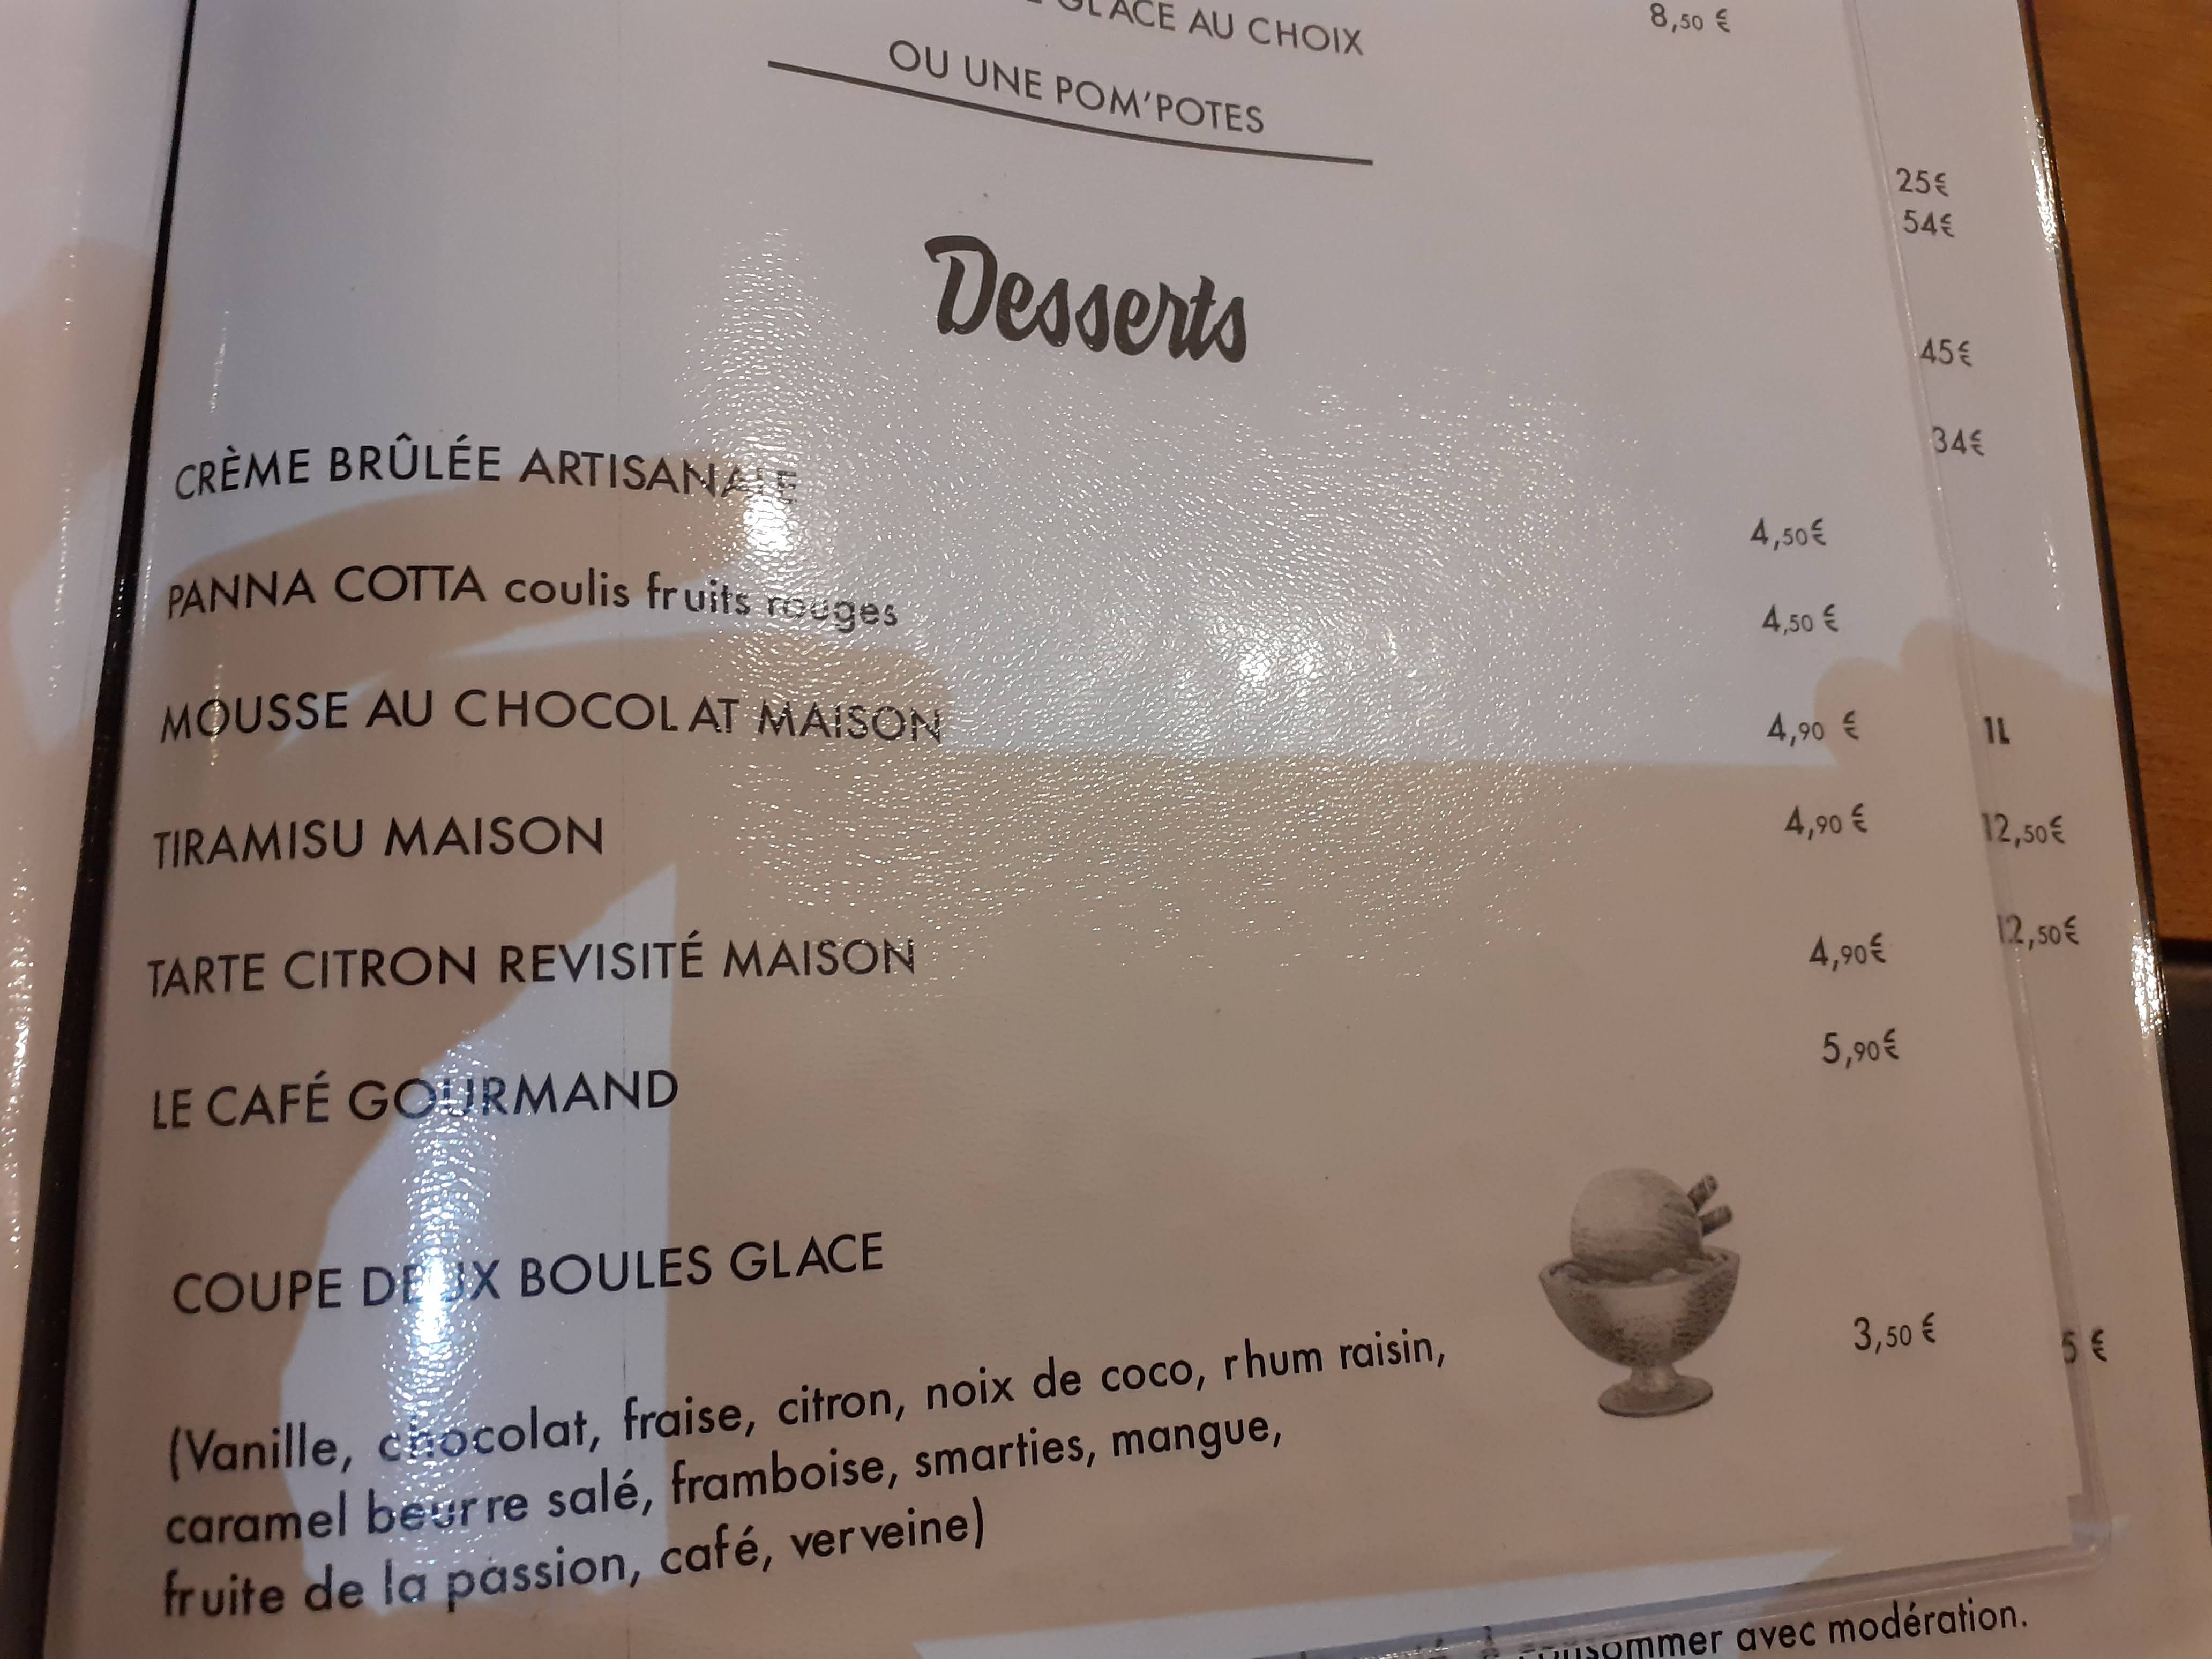 GLACE AU CHOIX 8,50 €
OU UNE POM'POTES
25€
54€
Desserts
45€
34€
CRÈME BRÛLÉE ARTISANALE 4,50€
PANNA COTTA coulis fruits rouges 4,50 €
MOUSSE AU CHOCOLAT MAISON 4,90 €
1L
TIRAMISU MAISON 4,90 €
12,50€
TARTE CITRON REVISITÉ MAISON 4,90€
12,50€
LE CAFÉ GOURMAND 5,90€
COUPE DEUX BOULES GLACE 3,50 €
5 €
(Vanille, chocolat, fraise, citron, noix de coco, rhum raisin,
caramel beurre salé, framboise, smarties, mangue,
fruite de la passion, café, verveine)
consommer avec modération.